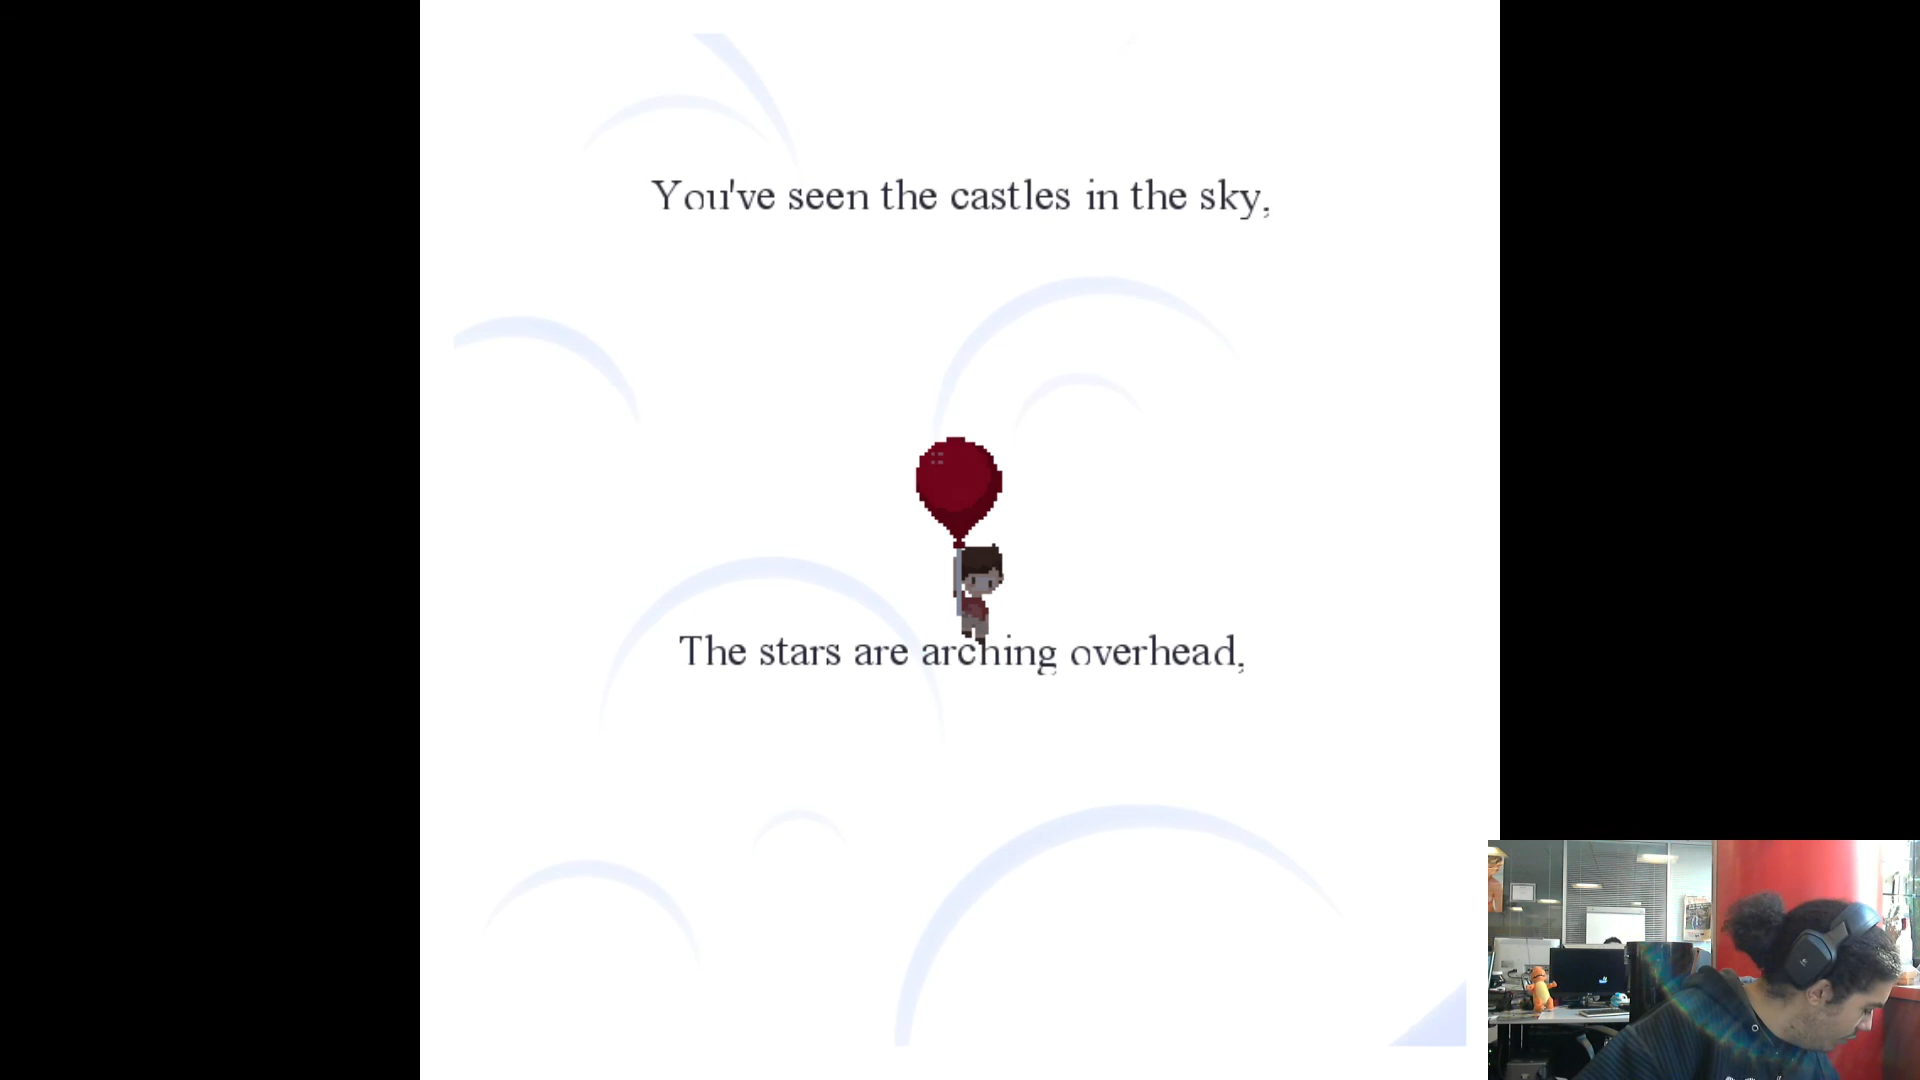 You've seen the castles in the sky,
The stars are arching overhead,